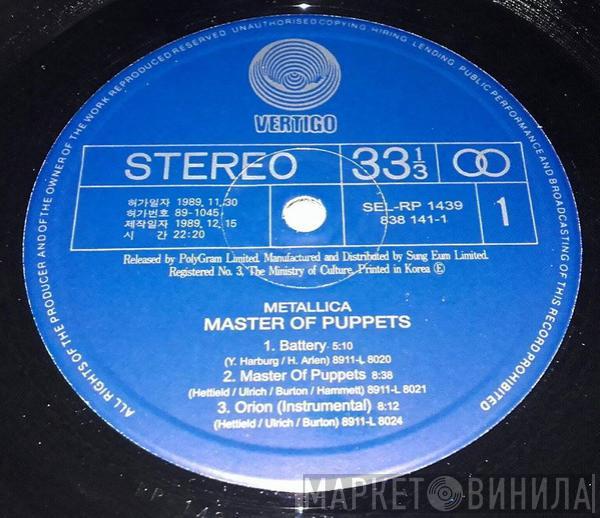 ALL RIGHTS OF THE PRODUCER AND OF THE OWNER OF THE WORK REPRODUCED RESERVED UNAUTHORISED COPYING HIRING LENDING PUBLIC PERFORMANCE AND BROADCASTING OF THIS RECORD PROHIBITED
VERTIGO
STEREO
33 1/3
허가일자 1989. 11. 30
허가번호 89-1045
제작일자 1989. 12. 15
시 간 22:20
SEL-RP 1439
838 141-1
1
Released by PolyGram Limited. Manufactured and Distributed by Sung Eum Limited.
Registered No. 3, The Ministry of Culture, Printed in Korea Ⓔ
METALLICA
MASTER OF PUPPETS
1. Battery 5:10
(Y. Harburg / H. Arlen) 8911-L 8020
2. Master Of Puppets 8:38
(Hettfield / Ulrich / Burton / Hammett) 8911-L 8021
3. Orion (Instrumental) 8:12
(Hettfield / Ulrich / Burton) 8911-L 8024
МАРКЕТ ВИНИЛА